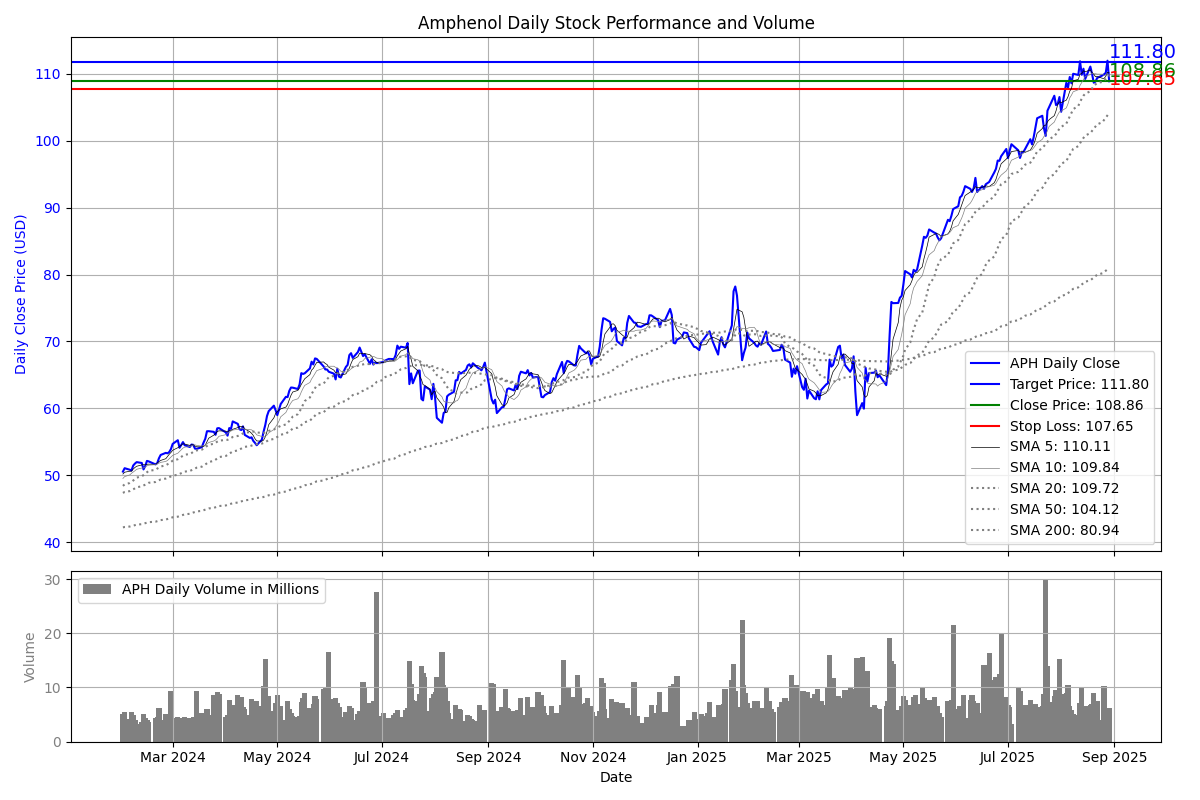 Amphenol Daily Stock Performance and Volume
111.80
108.86
107.65
110
100
90
80
70
60
50
40
Daily Close Price (USD)
APH Daily Close
Target Price: 111.80
Close Price: 108.86
Stop Loss: 107.65
SMA 5: 110.11
SMA 10: 109.84
SMA 20: 109.72
SMA 50: 104.12
SMA 200: 80.94
30
20
10
0
Volume
APH Daily Volume in Millions
Mar 2024 May 2024 Jul 2024 Sep 2024 Nov 2024 Jan 2025 Mar 2025 May 2025 Jul 2025 Sep 2025
Date